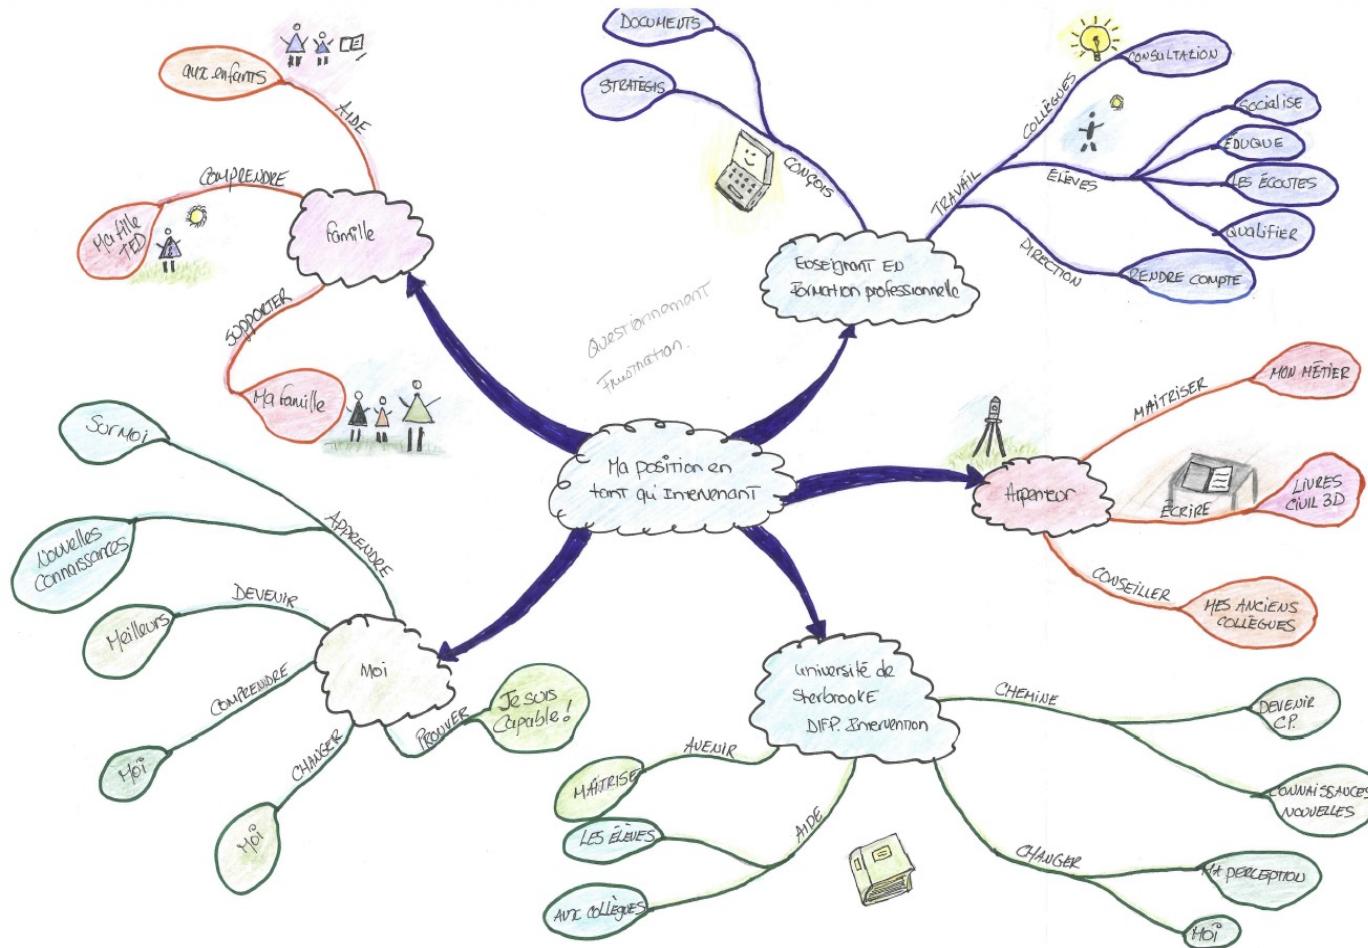 Ma position en
tant qu'Intervenant
Questionnement
Frustration.
Famille
AIDE
aux enfants
COMPRENDRE
Ma fille
TED
SUPPORTER
Ma famille
Enseignant EN
Formation professionnelle
CONÇOIS
DOCUMENTS
STRATÉGIS
TRAVAIL
COLLÈGUES
CONSULTATION
ELÈVES
SOCIALISE
ÉDUQUE
LES ÉCOUTES
QUALIFIER
DIRECTION
RENDRE COMPTE
Arpenteur
MAÎTRISER
MON MÉTIER
ÉCRIRE
LIVRES
CIVIL 3D
CONSEILLER
MES ANCIENS
COLLÈGUES
Université de
SherbrooKE
DIFP. Intervention
CHEMINE
DEVENIR
C.P.
CONNAISSANCES
NOUVELLES
CHANGER
MA PERCEPTION
MOi
AIDE
LES ÉLÈVES
AUX COLLÈGUES
AVENIR
MAÎTRISE
Moi
APPRENDRE
Sur moi
Nouvelles
connaissances
DEVENIR
Meilleurs
COMPRENDRE
MOi
CHANGER
MOi
PROUVER
Je suis
Capable!